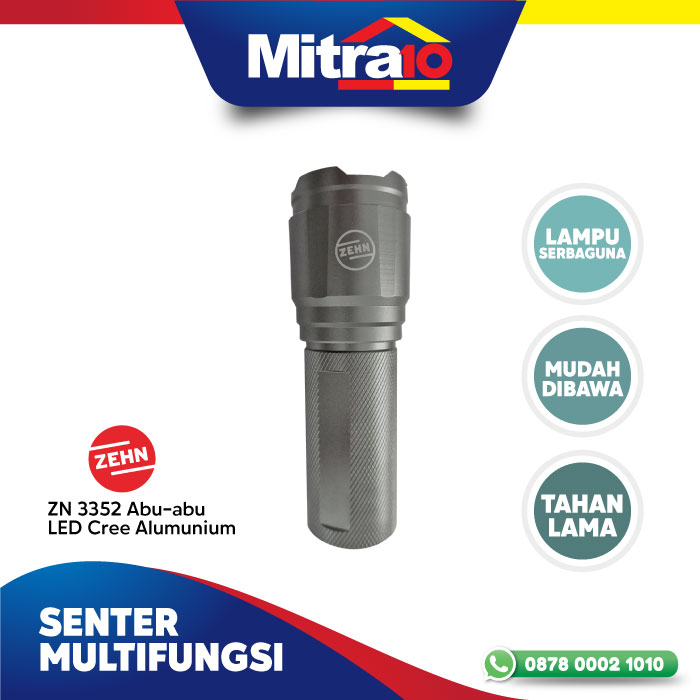 Mitra10
ZEHN
LAMPU
SERBAGUNA
MUDAH
DIBAWA
ZEHN
ZN 3352 Abu-abu
LED Cree Alumunium
TAHAN
LAMA
SENTER
MULTIFUNGSI
0878 0002 1010